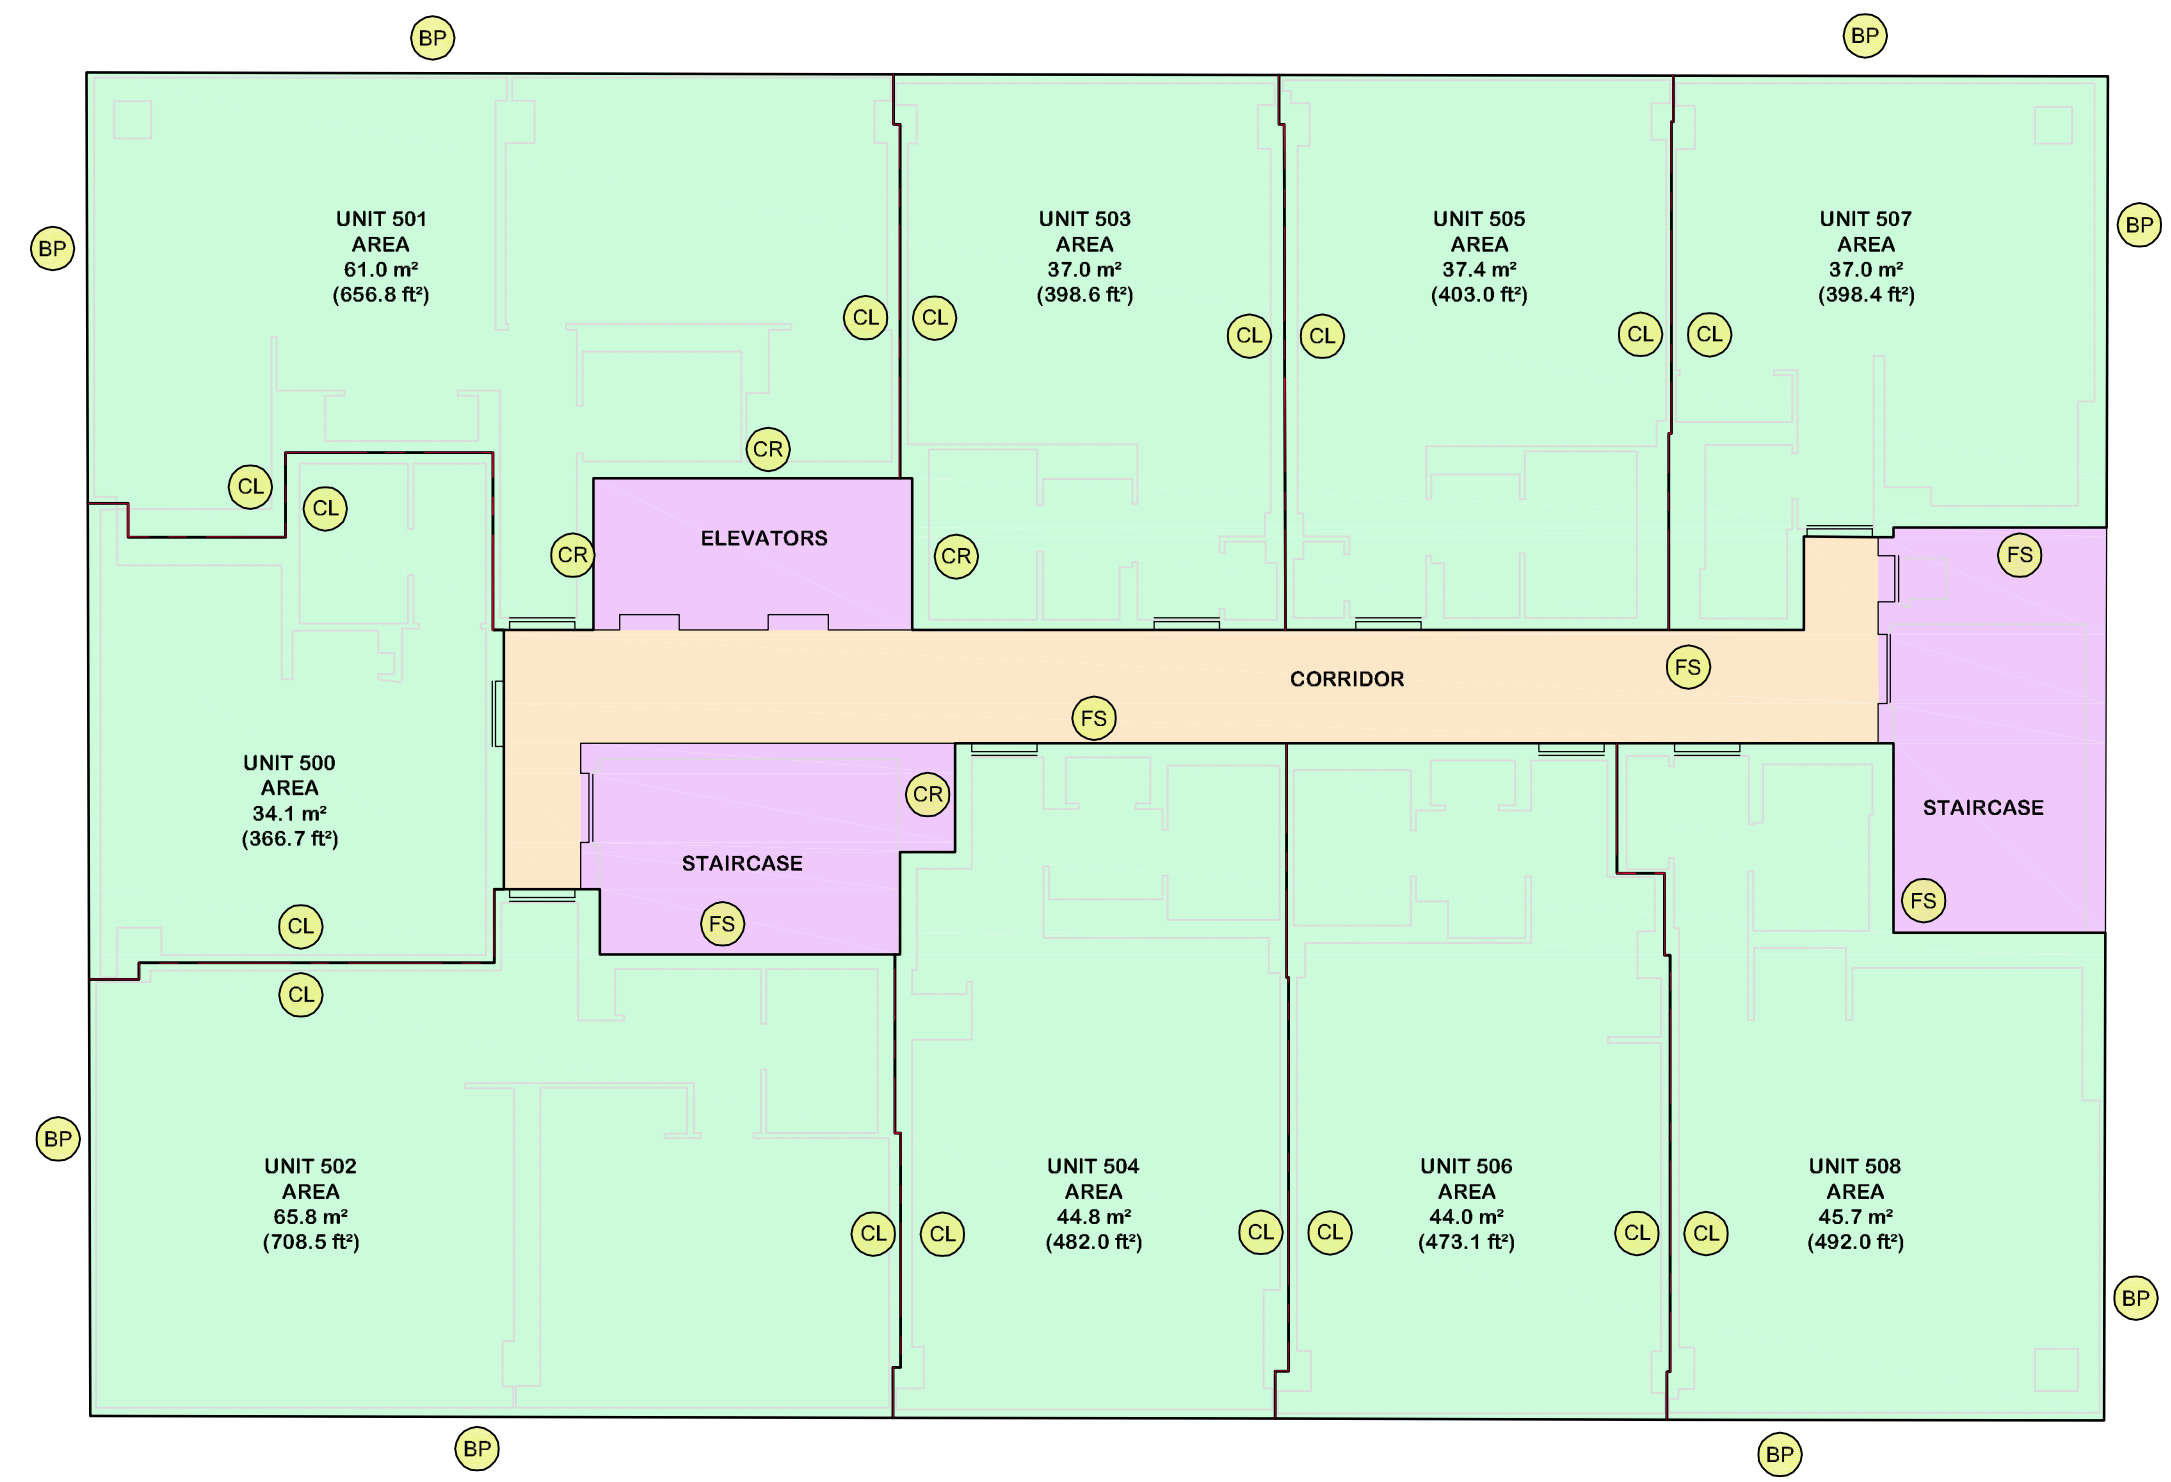 BP
BP
BP
BP
UNIT 501
AREA
61.0 m²
(656.8 ft²)
UNIT 503
AREA
37.0 m²
(398.6 ft²)
UNIT 505
AREA
37.4 m²
(403.0 ft²)
UNIT 507
AREA
37.0 m²
(398.4 ft²)
CL
CL
CL
CL
CL
CL
CR
CL
CL
ELEVATORS
CR
CR
FS
FS
CORRIDOR
FS
UNIT 500
AREA
34.1 m²
(366.7 ft²)
CR
STAIRCASE
STAIRCASE
FS
FS
CL
CL
BP
UNIT 502
AREA
65.8 m²
(708.5 ft²)
UNIT 504
AREA
44.8 m²
(482.0 ft²)
UNIT 506
AREA
44.0 m²
(473.1 ft²)
UNIT 508
AREA
45.7 m²
(492.0 ft²)
CL
CL
CL
CL
CL
CL
BP
BP
BP